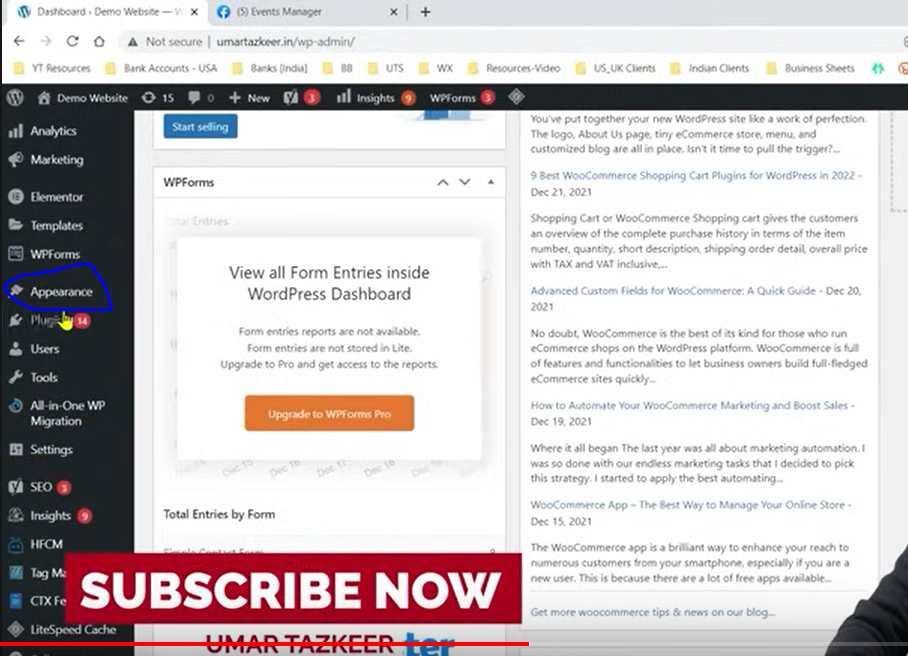 Dashboard ‹ Demo Website — W
(5) Events Manager
Not secure | umartazkeer.in/wp-admin/
YT Resources
Bank Accounts - USA
Banks [India]
BB
UTS
WX
Resources-Video
US_UK Clients
Indian Clients
Business Sheets
Demo Website
15
0
New
3
Insights
9
WPForms
3
Analytics
Marketing
Elementor
Templates
WPForms
Appearance
14
Users
Tools
All-in-One WP
Migration
Settings
SEO 3
Insights 9
HFCM
Tag Ma
CTX Fe
LiteSpeed Cache
Start selling
WPForms
Total Entries
View all Form Entries inside
WordPress Dashboard
Form entries reports are not available.
Form entries are not stored in Lite.
Upgrade to Pro and get access to the reports.
Upgrade to WPForms Pro
Dec 16
Total Entries by Form
Simple Contact Form
SUBSCRIBE NOW
UMAR TAZKEER
ter
You've put together your new WordPress site like a work of perfection.
The logo, About Us page, tiny eCommerce store, menu, and
customized blog are all in place. Isn't it time to pull the trigger?...
9 Best WooCommerce Shopping Cart Plugins for WordPress in 2022 -
Dec 21, 2021
Shopping Cart or WooCommerce Shopping cart gives the customers
an overview of the complete purchase history in terms of the item
number, quantity, short description, shipping order detail, overall price
with TAX and VAT inclusive,...
Advanced Custom Fields for WooCommerce: A Quick Guide - Dec 20,
2021
No doubt, WooCommerce is the best of its kind for those who run
eCommerce shops on the WordPress platform. WooCommerce is full
of features and functionalities to let business owners build full-fledged
eCommerce sites quickly...
How to Automate Your WooCommerce Marketing and Boost Sales -
Dec 19, 2021
Where it all began The last year was all about marketing automation. I
was so done with our endless marketing tasks that I decided to pick
this strategy. I started to apply the best automating...
WooCommerce App – The Best Way to Manage Your Online Store -
Dec 15, 2021
The WooCommerce app is a brilliant way to enhance your reach to
numerous customers from your smartphone, especially if you are a
new user. This is because there are a lot of free apps available...
Get more woocommerce tips & news on our blog...